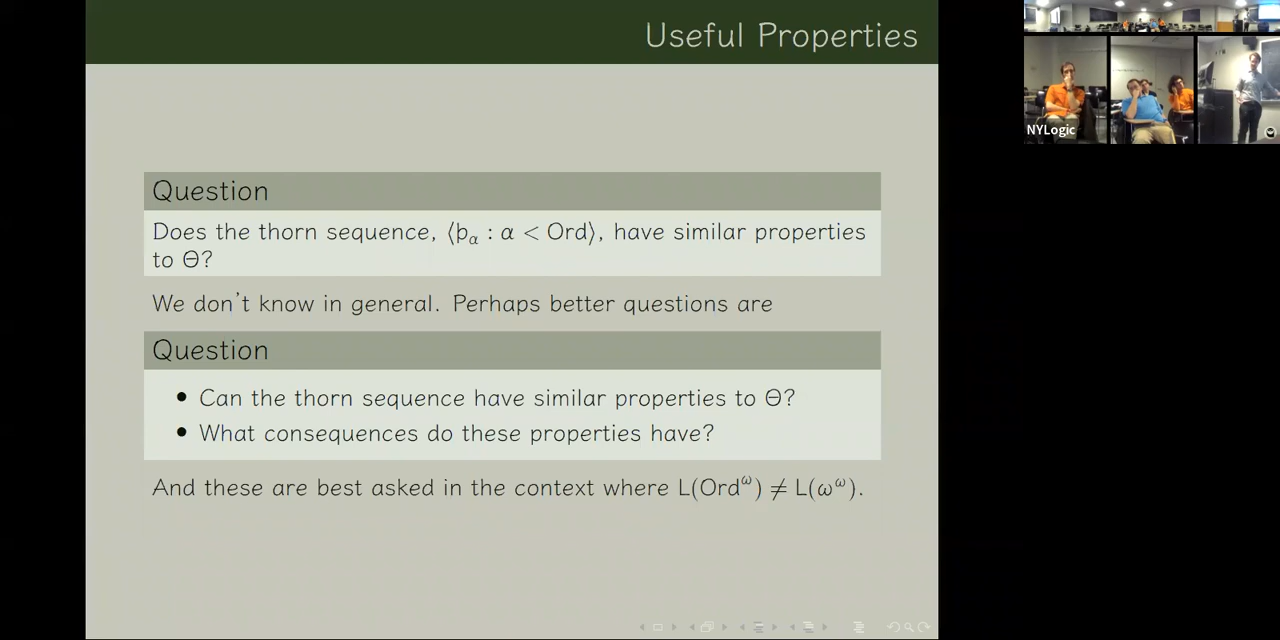 Useful Properties
Question
Does the thorn sequence, ⟨þ_α : α < Ord⟩, have similar properties
to Θ?
We don't know in general. Perhaps better questions are
Question
• Can the thorn sequence have similar properties to Θ?
• What consequences do these properties have?
And these are best asked in the context where L(Ord^ω) ≠ L(ω^ω).
NYLogic